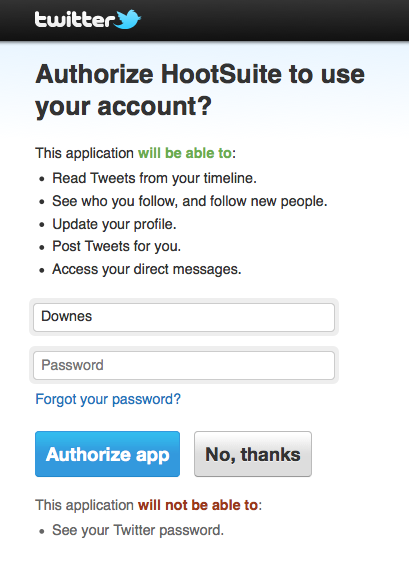 twitter
Authorize HootSuite to use
your account?
This application will be able to:
• Read Tweets from your timeline.
• See who you follow, and follow new people.
• Update your profile.
• Post Tweets for you.
• Access your direct messages.
Downes
Password
Forgot your password?
Authorize app
No, thanks
This application will not be able to:
• See your Twitter password.